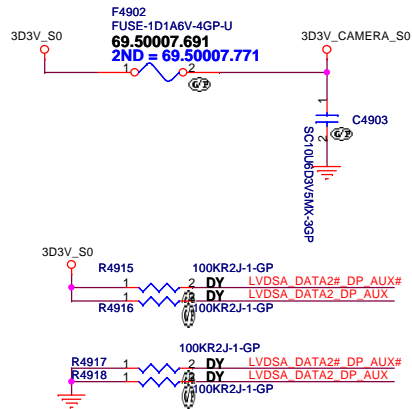 F4902
FUSE-1D1A6V-4GP-U
3D3V_S0
69.50007.691
2ND = 69.50007.771
3D3V_CAMERA_S0
1 2
G/P
1
C4903
2
G/P
SC10U6D3V5MX-3GP
3D3V_S0
R4915
100KR2J-1-GP
1 2 DY LVDSA_DATA2#_DP_AUX#
1 2 DY LVDSA_DATA2_DP_AUX
R4916
100KR2J-1-GP
G/P
100KR2J-1-GP
R4917
1 2 DY LVDSA_DATA2#_DP_AUX#
R4918
1 2 DY LVDSA_DATA2_DP_AUX
100KR2J-1-GP
G/P